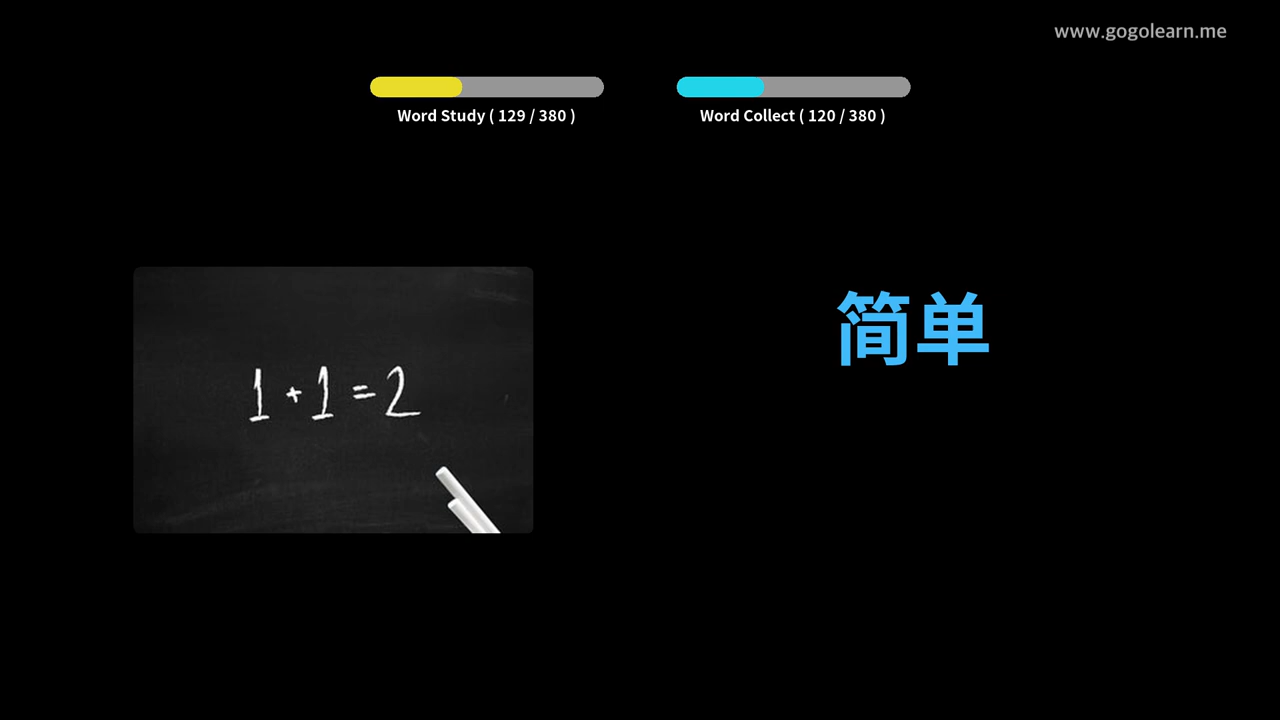 www.gogolearn.me
Word Study ( 129 / 380 )
Word Collect ( 120 / 380 )
1 + 1 = 2
简单